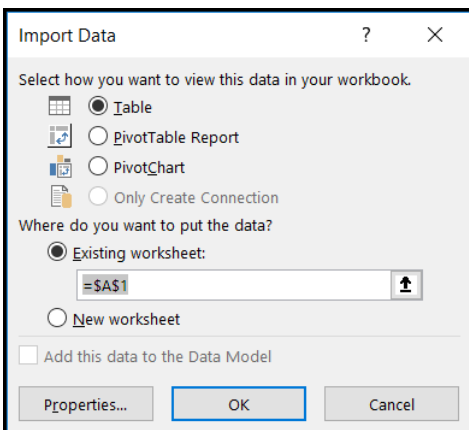 Import Data
?
Select how you want to view this data in your workbook.
Table
PivotTable Report
PivotChart
Only Create Connection
Where do you want to put the data?
Existing worksheet:
=$A$1
New worksheet
Add this data to the Data Model
Properties... OK Cancel